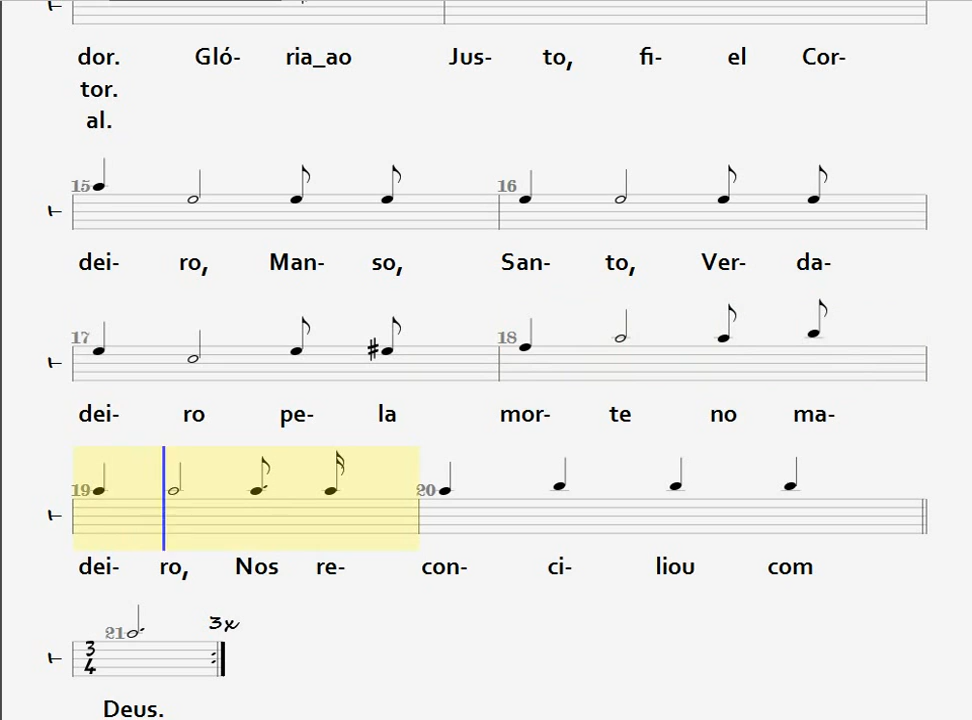 dor. Gló- ria_ao Jus- to, fi- el Cor-
tor.
al.
15 16
dei- ro, Man- so, San- to, Ver- da-
17 18
dei- ro pe- la mor- te no ma-
19 20
dei- ro, Nos re- con- ci- liou com
21 3x
3
4
Deus.